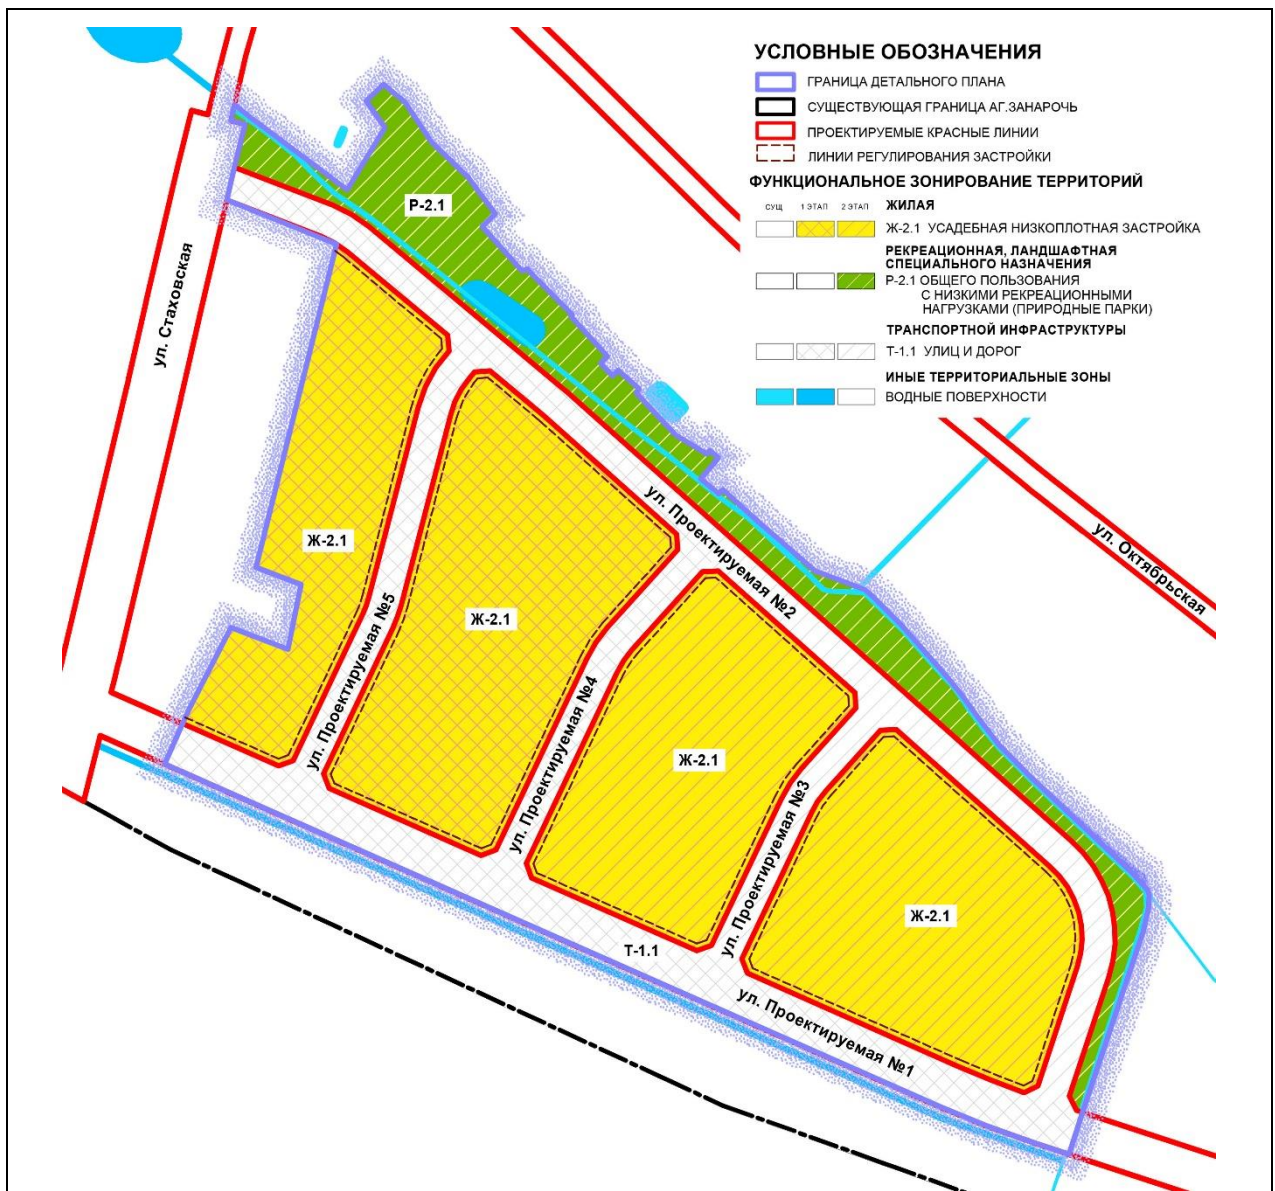 УСЛОВНЫЕ ОБОЗНАЧЕНИЯ
ГРАНИЦА ДЕТАЛЬНОГО ПЛАНА
СУЩЕСТВУЮЩАЯ ГРАНИЦА АГ.ЗАНАРОЧЬ
ПРОЕКТИРУЕМЫЕ КРАСНЫЕ ЛИНИИ
ЛИНИИ РЕГУЛИРОВАНИЯ ЗАСТРОЙКИ
ФУНКЦИОНАЛЬНОЕ ЗОНИРОВАНИЕ ТЕРРИТОРИЙ
СУЩ 1 ЭТАП 2 ЭТАП ЖИЛАЯ
Ж-2.1 УСАДЕБНАЯ НИЗКОПЛОТНАЯ ЗАСТРОЙКА
РЕКРЕАЦИОННАЯ, ЛАНДШАФТНАЯ
СПЕЦИАЛЬНОГО НАЗНАЧЕНИЯ
Р-2.1 ОБЩЕГО ПОЛЬЗОВАНИЯ
С НИЗКИМИ РЕКРЕАЦИОННЫМИ
НАГРУЗКАМИ (ПРИРОДНЫЕ ПАРКИ)
ТРАНСПОРТНОЙ ИНФРАСТРУКТУРЫ
Т-1.1 УЛИЦ И ДОРОГ
ИНЫЕ ТЕРРИТОРИАЛЬНЫЕ ЗОНЫ
ВОДНЫЕ ПОВЕРХНОСТИ
Р-2.1
ул. Стаховская
Ж-2.1
ул. Проектируемая №2
ул. Октябрьская
Ж-2.1
ул. Проектируемая №5
ул. Проектируемая №4
Ж-2.1
ул. Проектируемая №3
Ж-2.1
Т-1.1
ул. Проектируемая №1